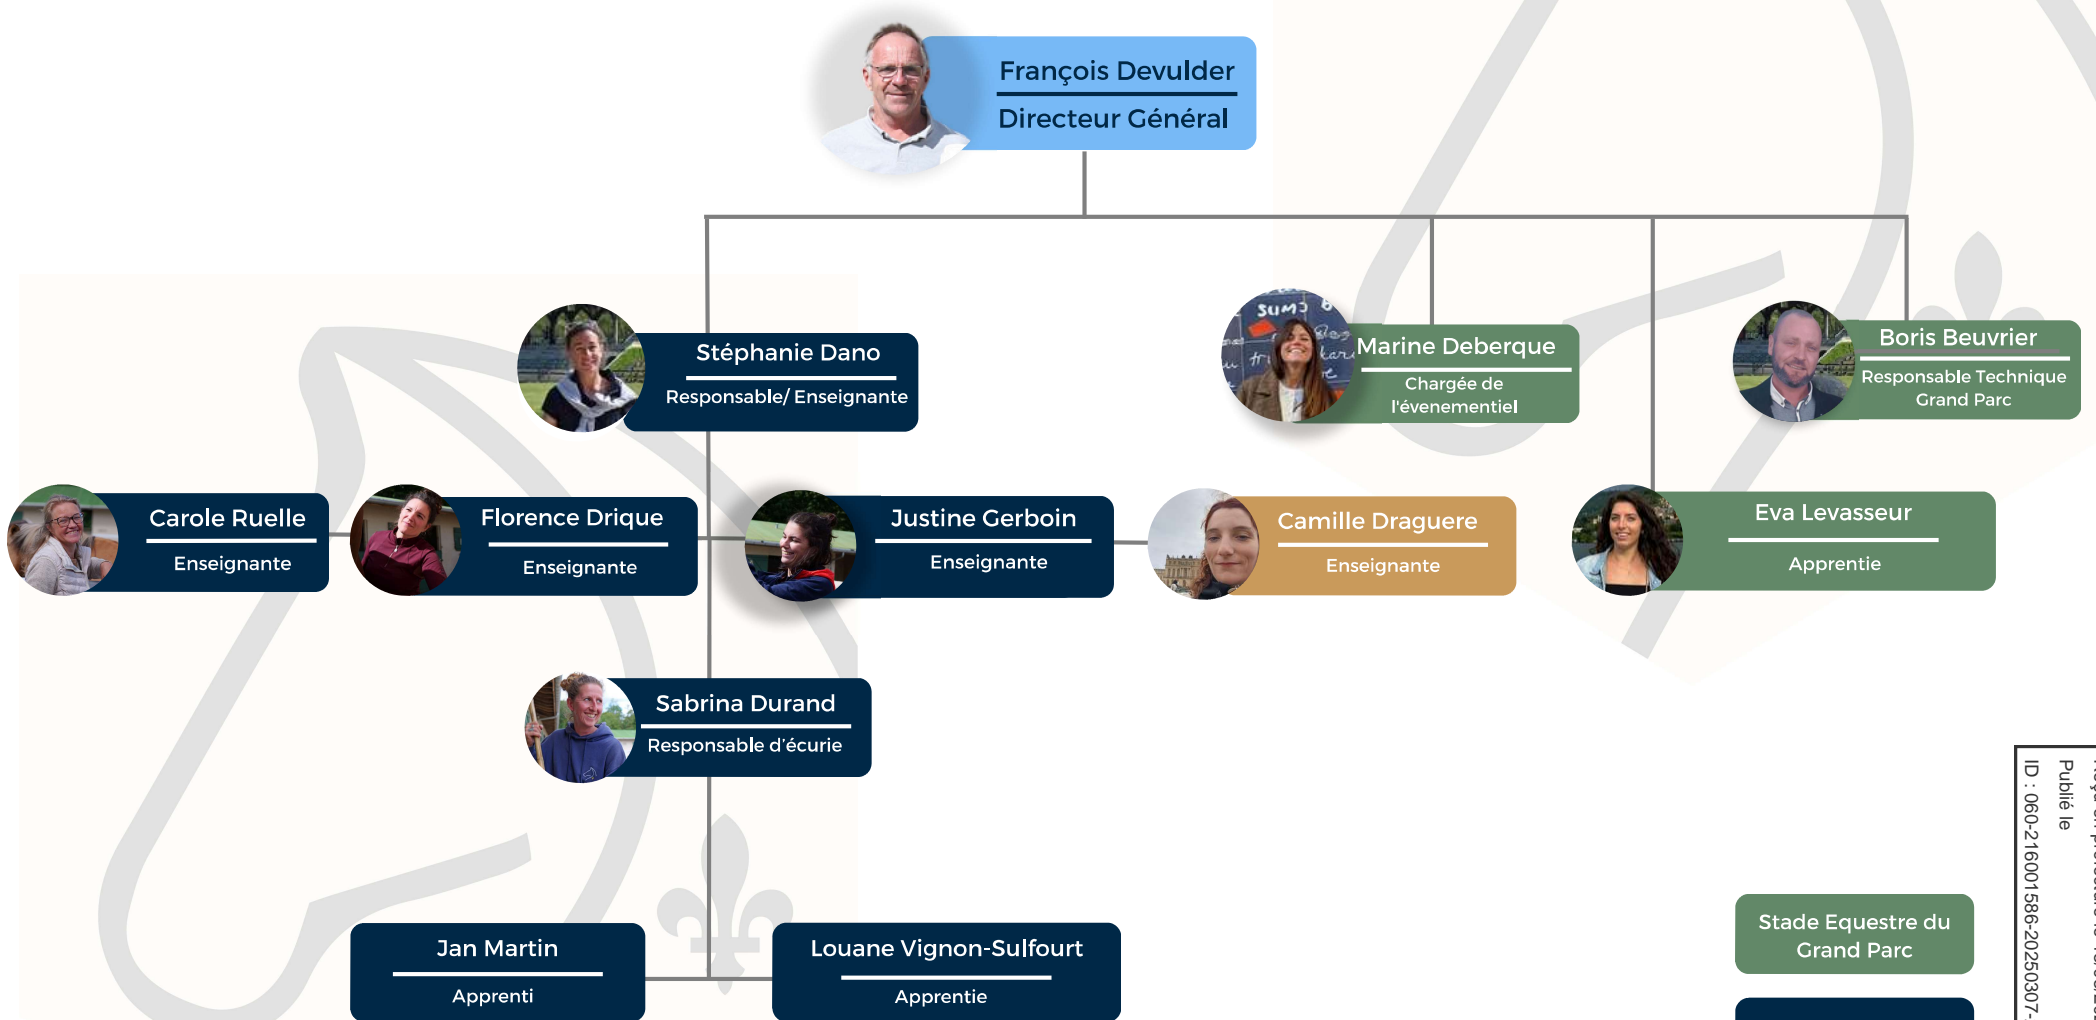 François Devulder
Directeur Général
Stéphanie Dano
Responsable/ Enseignante
Marine Deberque
Chargée de
l'évenementiel
Boris Beuvrier
Responsable Technique
Grand Parc
Carole Ruelle
Enseignante
Florence Drique
Enseignante
Justine Gerboin
Enseignante
Camille Draguere
Enseignante
Eva Levasseur
Apprentie
Sabrina Durand
Responsable d'écurie
Jan Martin
Apprenti
Louane Vignon-Sulfourt
Apprentie
Stade Equestre du
Grand Parc
Publié le
ID : 060-216001586-20250307-